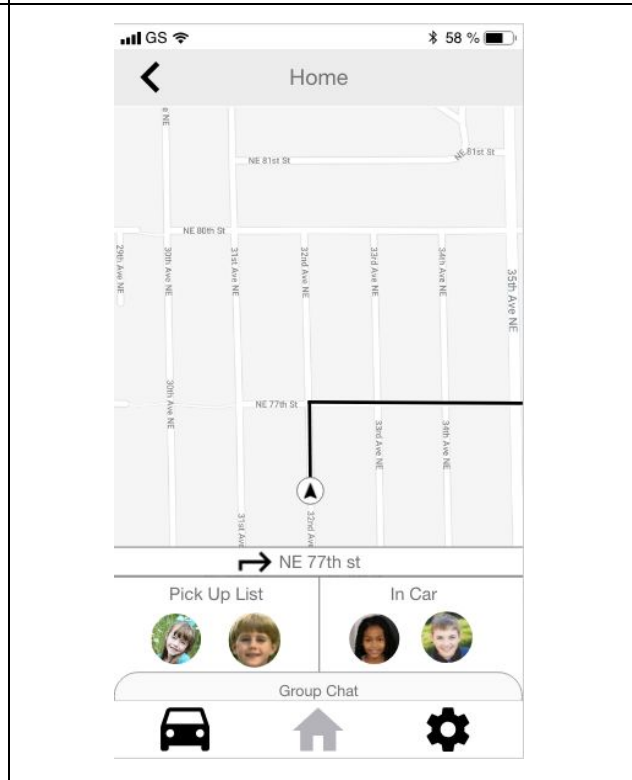 GS 58 %
Home
e NE
NE 81st St
NE 81st St
NE 80th St
29th Ave NE
30th Ave NE
31st Ave NE
32nd Ave NE
33rd Ave NE
34th Ave NE
35th Ave NE
30th Ave NE
NE 77th St
33rd Ave NE
34th Ave NE
31st Ave
32nd Ave
NE 77th st
Pick Up List In Car
Group Chat